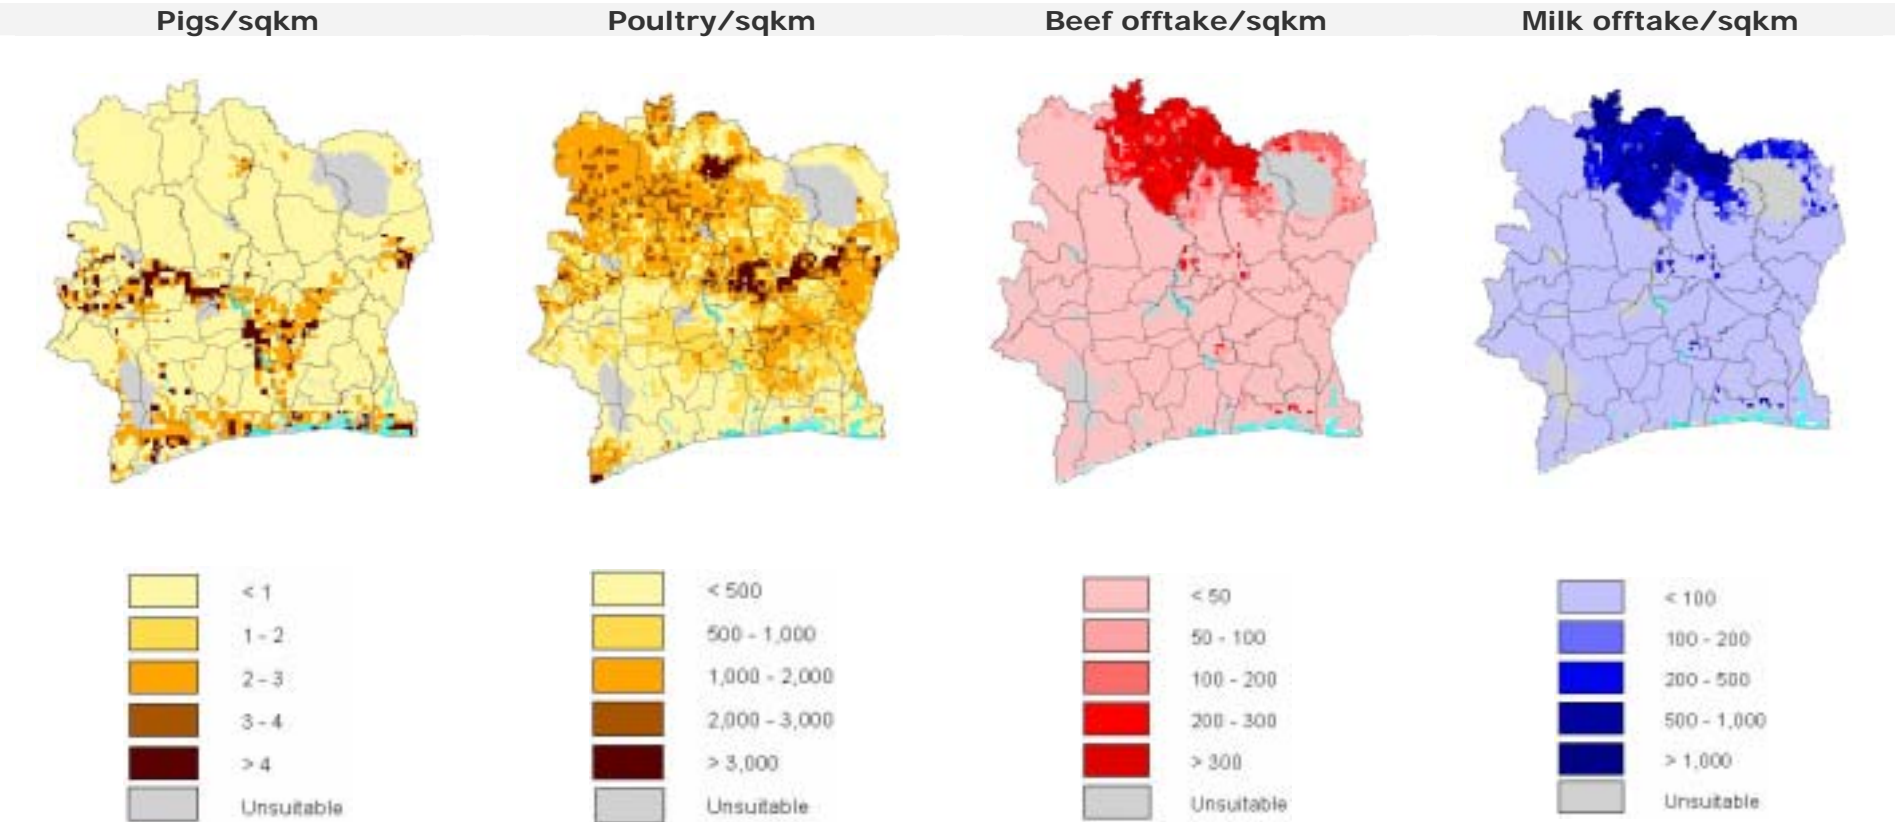 Pigs/sqkm
Poultry/sqkm
Beef offtake/sqkm
Milk offtake/sqkm
< 1
1 - 2
2 - 3
3 - 4
> 4
Unsuitable
< 500
500 - 1,000
1,000 - 2,000
2,000 - 3,000
> 3,000
Unsuitable
< 50
50 - 100
100 - 200
200 - 300
> 300
Unsuitable
< 100
100 - 200
200 - 500
500 - 1,000
> 1,000
Unsuitable